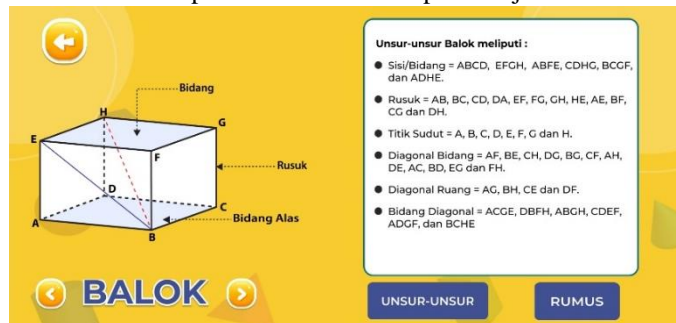 Bidang
H
G
E
F
Rusuk
D
C
A
Bidang Alas
B
BALOK
Unsur-unsur Balok meliputi :
Sisi/Bidang = ABCD, EFGH, ABFE, CDHG, BCGF,
dan ADHE.
Rusuk = AB, BC, CD, DA, EF, FG, GH, HE, AE, BF,
CG dan DH.
Titik Sudut = A, B, C, D, E, F, G dan H.
Diagonal Bidang = AF, BE, CH, DG, BG, CF, AH,
DE, AC, BD, EG dan FH.
Diagonal Ruang = AG, BH, CE dan DF.
Bidang Diagonal = ACGE, DBFH, ABGH, CDEF,
ADGF, dan BCHE
UNSUR-UNSUR
RUMUS